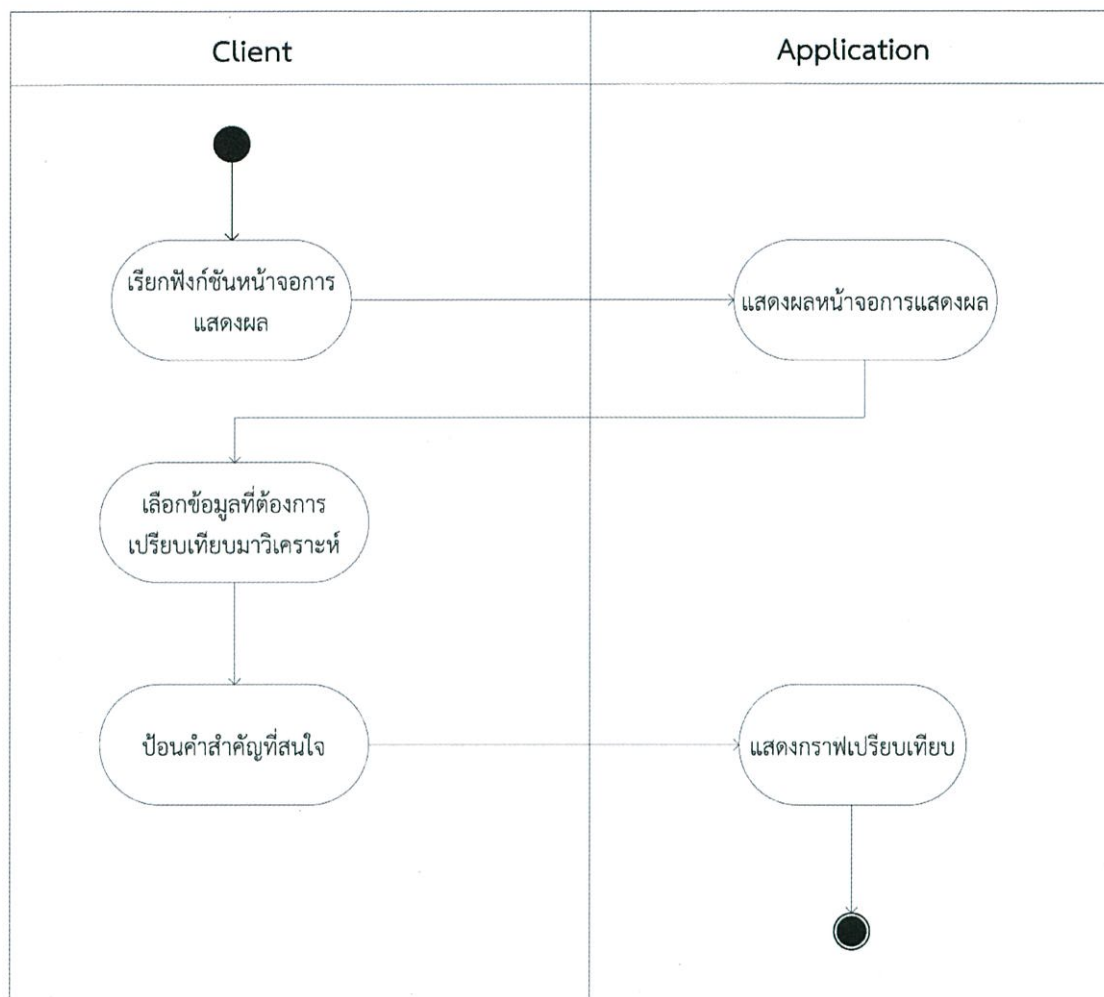 Client
Application
เรียกฟังก์ชันหน้าจอการ
แสดงผล
แสดงผลหน้าจอการแสดงผล
เลือกข้อมูลที่ต้องการ
เปรียบเทียบมาวิเคราะห์
ป้อนคำสำคัญที่สนใจ
แสดงกราฟเปรียบเทียบ